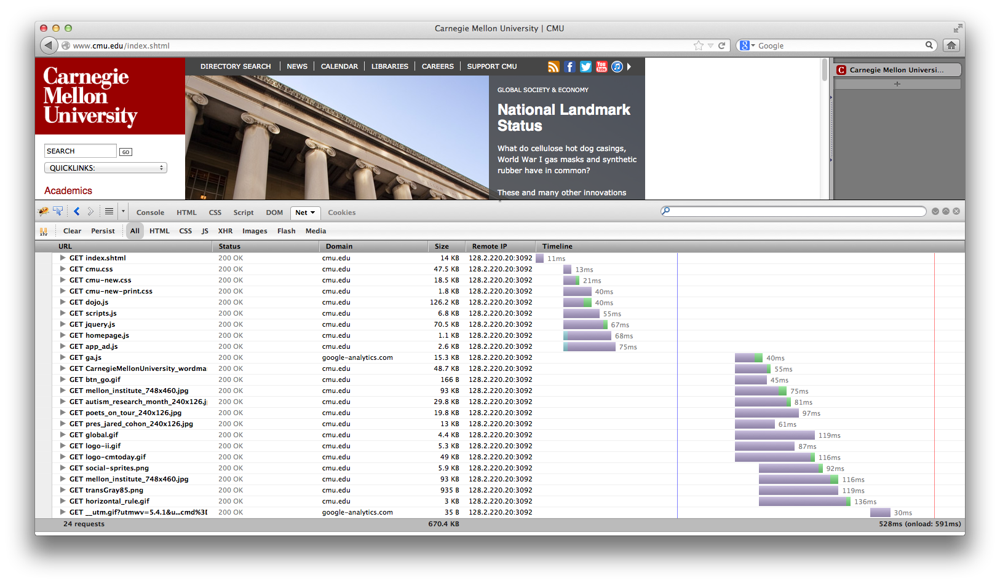 Carnegie Mellon University | CMU
www.cmu.edu/index.shtml
Google
Carnegie
Mellon
University
DIRECTORY SEARCH | NEWS | CALENDAR | LIBRARIES | CAREERS | SUPPORT CMU
You Tube
Carnegie Mellon Universi...
GLOBAL SOCIETY & ECONOMY
National Landmark
Status
What do cellulose hot dog casings,
World War I gas masks and synthetic
rubber have in common?
These and many other innovations
SEARCH GO
QUICKLINKS:
Academics
Console HTML CSS Script DOM Net Cookies
xhr Clear Persist All HTML CSS JS XHR Images Flash Media
URL Status Domain Size Remote IP Timeline
GET index.shtml 200 OK cmu.edu 14 KB 128.2.220.20:3092 11ms
GET cmu.css 200 OK cmu.edu 47.5 KB 128.2.220.20:3092 13ms
GET cmu-new.css 200 OK cmu.edu 18.5 KB 128.2.220.20:3092 21ms
GET cmu-new-print.css 200 OK cmu.edu 1.8 KB 128.2.220.20:3092 40ms
GET dojo.js 200 OK cmu.edu 126.2 KB 128.2.220.20:3092 40ms
GET scripts.js 200 OK cmu.edu 6.8 KB 128.2.220.20:3092 55ms
GET jquery.js 200 OK cmu.edu 70.5 KB 128.2.220.20:3092 67ms
GET homepage.js 200 OK cmu.edu 1.1 KB 128.2.220.20:3092 68ms
GET app_ad.js 200 OK cmu.edu 2.6 KB 128.2.220.20:3092 75ms
GET ga.js 200 OK google-analytics.com 15.3 KB 128.2.220.20:3092 40ms
GET CarnegieMellonUniversity_wordma 200 OK cmu.edu 48.7 KB 128.2.220.20:3092 55ms
GET btn_go.gif 200 OK cmu.edu 166 B 128.2.220.20:3092 45ms
GET mellon_institute_748x460.jpg 200 OK cmu.edu 93 KB 128.2.220.20:3092 75ms
GET autism_research_month_240x126.j 200 OK cmu.edu 29.8 KB 128.2.220.20:3092 81ms
GET poets_on_tour_240x126.jpg 200 OK cmu.edu 19.8 KB 128.2.220.20:3092 97ms
GET pres_jared_cohon_240x126.jpg 200 OK cmu.edu 13 KB 128.2.220.20:3092 61ms
GET global.gif 200 OK cmu.edu 4.4 KB 128.2.220.20:3092 119ms
GET logo-ii.gif 200 OK cmu.edu 5.3 KB 128.2.220.20:3092 87ms
GET logo-cmtoday.gif 200 OK cmu.edu 49 KB 128.2.220.20:3092 116ms
GET social-sprites.png 200 OK cmu.edu 5.9 KB 128.2.220.20:3092 92ms
GET mellon_institute_748x460.jpg 200 OK cmu.edu 93 KB 128.2.220.20:3092 116ms
GET transGray85.png 200 OK cmu.edu 935 B 128.2.220.20:3092 119ms
GET horizontal_rule.gif 200 OK cmu.edu 3 KB 128.2.220.20:3092 136ms
GET __utm.gif?utmwv=5.4.1&u...cmd%3D 200 OK google-analytics.com 35 B 128.2.220.20:3092 30ms
24 requests 670.4 KB 528ms (onload: 591ms)